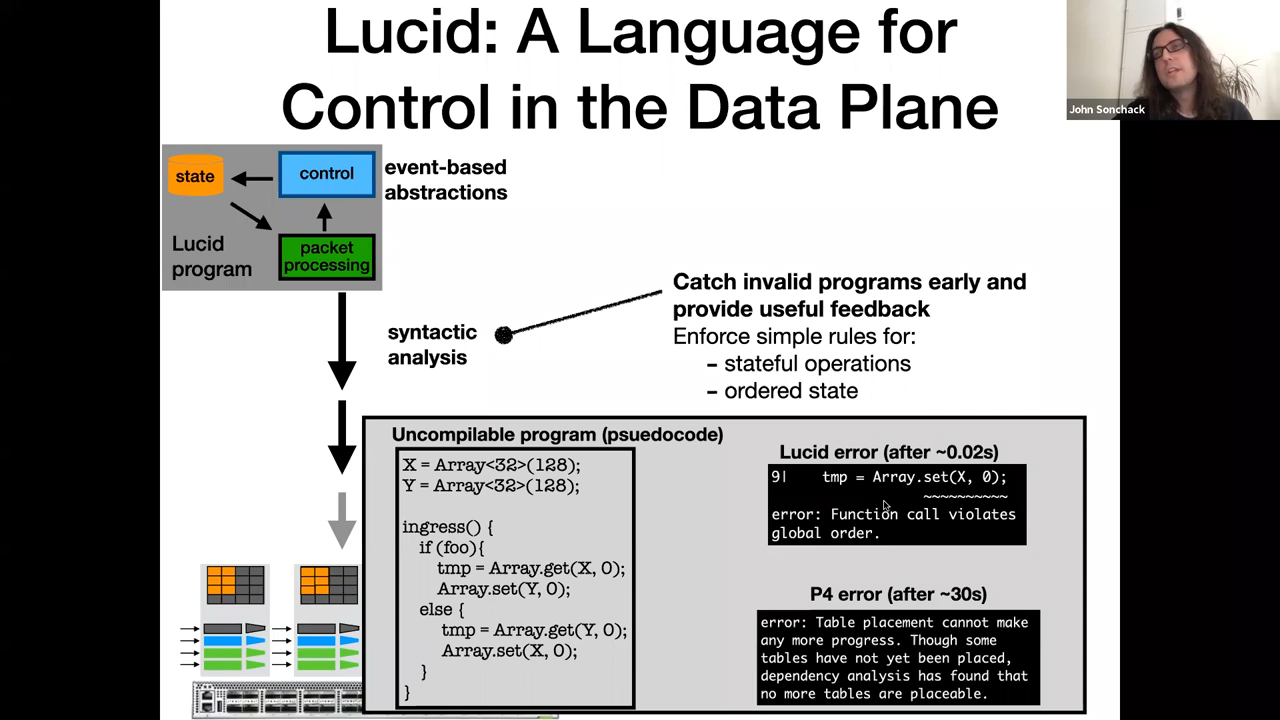 Lucid: A Language for
Control in the Data Plane
John Sonchack
state
control
event-based
abstractions
Lucid
program
packet
processing
Catch invalid programs early and
provide useful feedback
syntactic
analysis
Enforce simple rules for:
– stateful operations
– ordered state
Uncompilable program (psuedocode)
X = Array<32>(128);
Y = Array<32>(128);
ingress() {
if (foo){
tmp = Array.get(X, 0);
Array.set(Y, 0);
else {
tmp = Array.get(Y, 0);
Array.set(X, 0);
}
}
Lucid error (after ~0.02s)
9|    tmp = Array.set(X, 0);
~~~~~~~~~~
error: Function call violates
global order.
P4 error (after ~30s)
error: Table placement cannot make
any more progress. Though some
tables have not yet been placed,
dependency analysis has found that
no more tables are placeable.